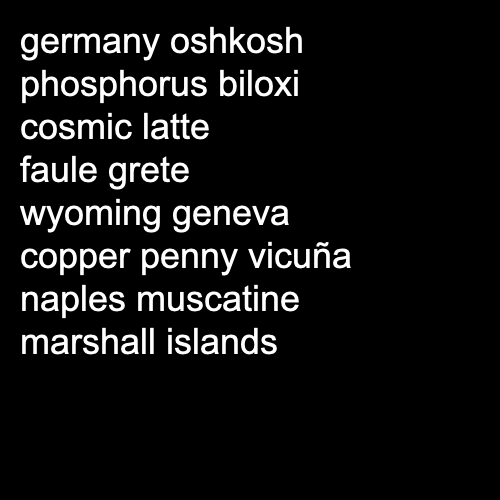 germany oshkosh
phosphorus biloxi
cosmic latte
faule grete
wyoming geneva
copper penny vicuña
naples muscatine
marshall islands